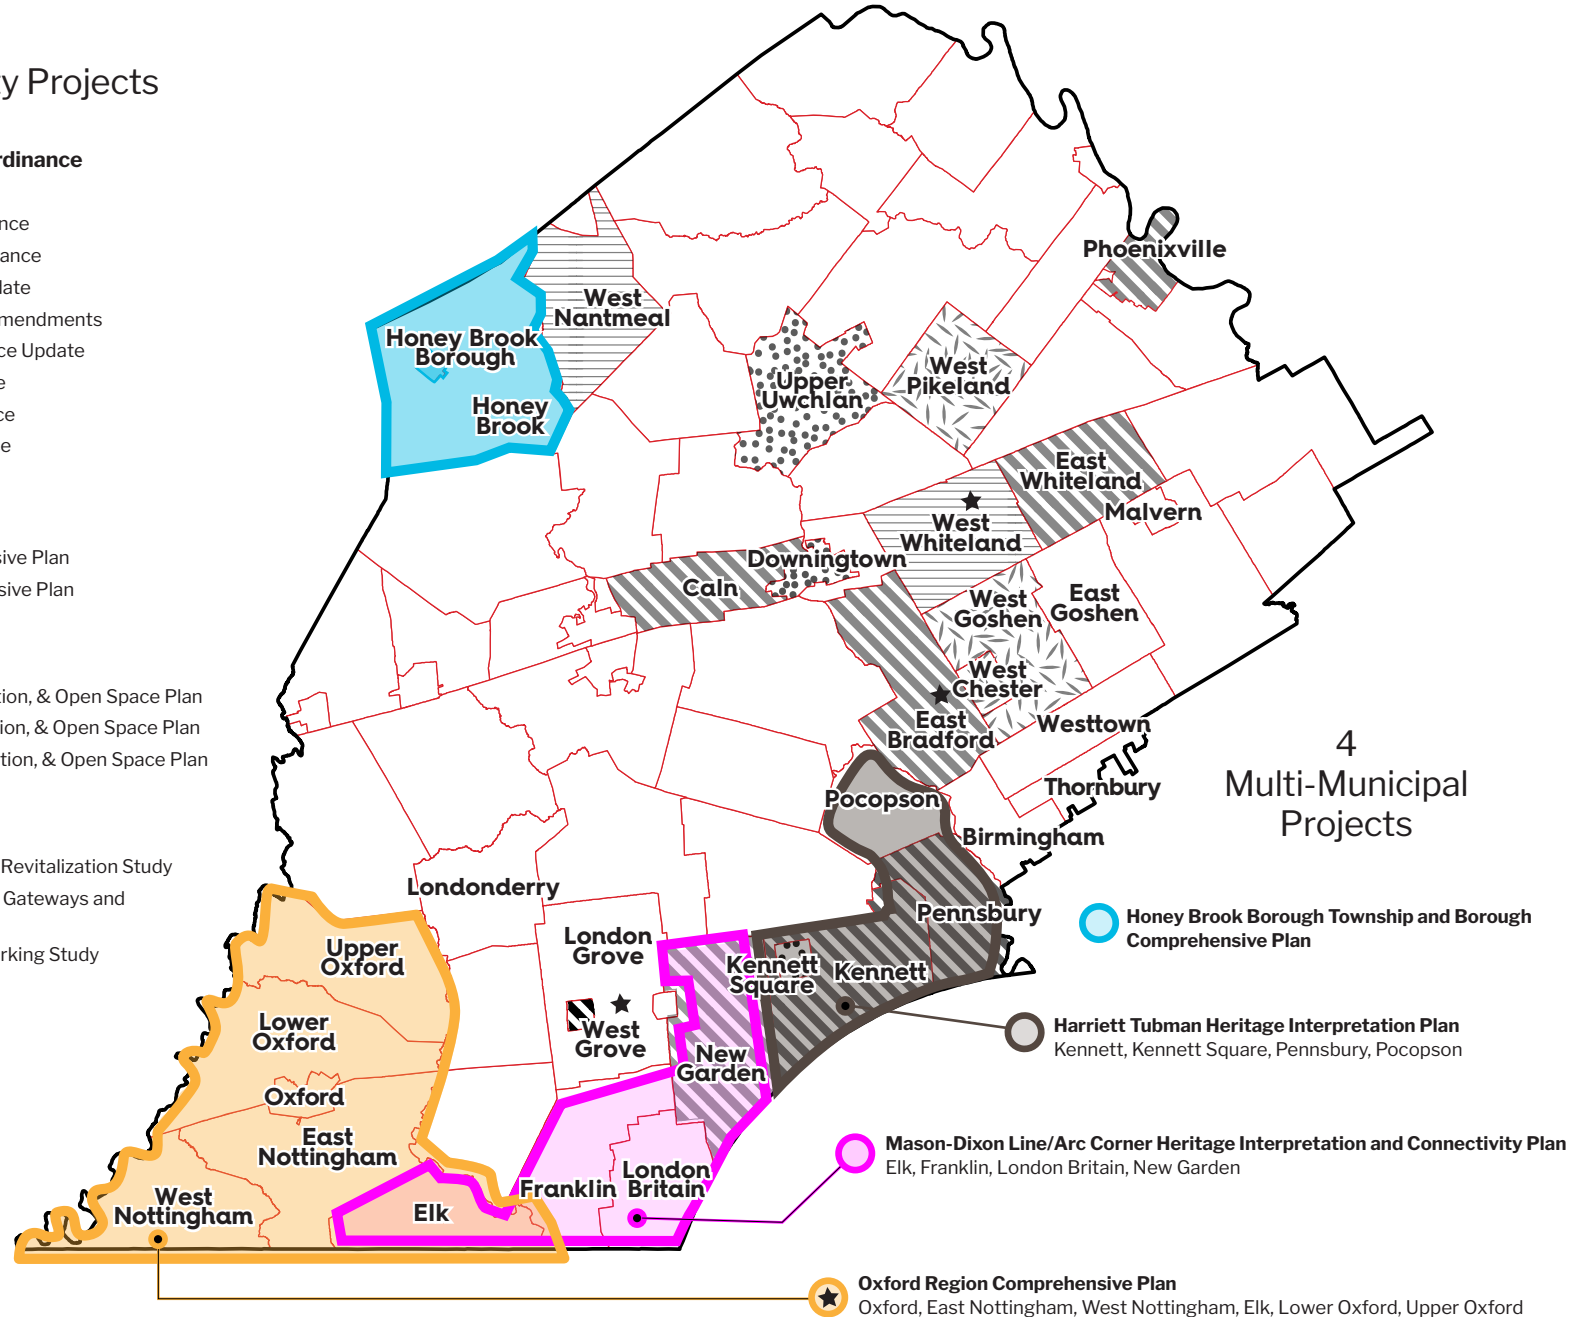 y Projects
rdinance
nce
ance
late
mendments
ce Update
e
ce
e
sive Plan
sive Plan
tion, & Open Space Plan
ion, & Open Space Plan
tion, & Open Space Plan
Revitalization Study
Gateways and
rking Study
Phoenixville
West
Nantmeal
Honey Brook
Borough
Honey
Brook
Upper
Uwchlan
West
Pikeland
East
Whiteland
Malvern
West
Whiteland
Downingtown
Caln
West
Goshen
East
Goshen
West
Chester
East
Bradford
Westtown
Thornbury
Pocopson
Birmingham
Londonderry
Pennsbury
London
Grove
Upper
Oxford
Kennett
Square
Kennett
Lower
Oxford
West
Grove
New
Garden
Oxford
East
Nottingham
West
Nottingham
Elk
Franklin
London
Britain
4
Multi-Municipal
Projects
Honey Brook Borough Township and Borough
Comprehensive Plan
Harriett Tubman Heritage Interpretation Plan
Kennett, Kennett Square, Pennsbury, Pocopson
Mason-Dixon Line/Arc Corner Heritage Interpretation and Connectivity Plan
Elk, Franklin, London Britain, New Garden
Oxford Region Comprehensive Plan
Oxford, East Nottingham, West Nottingham, Elk, Lower Oxford, Upper Oxford